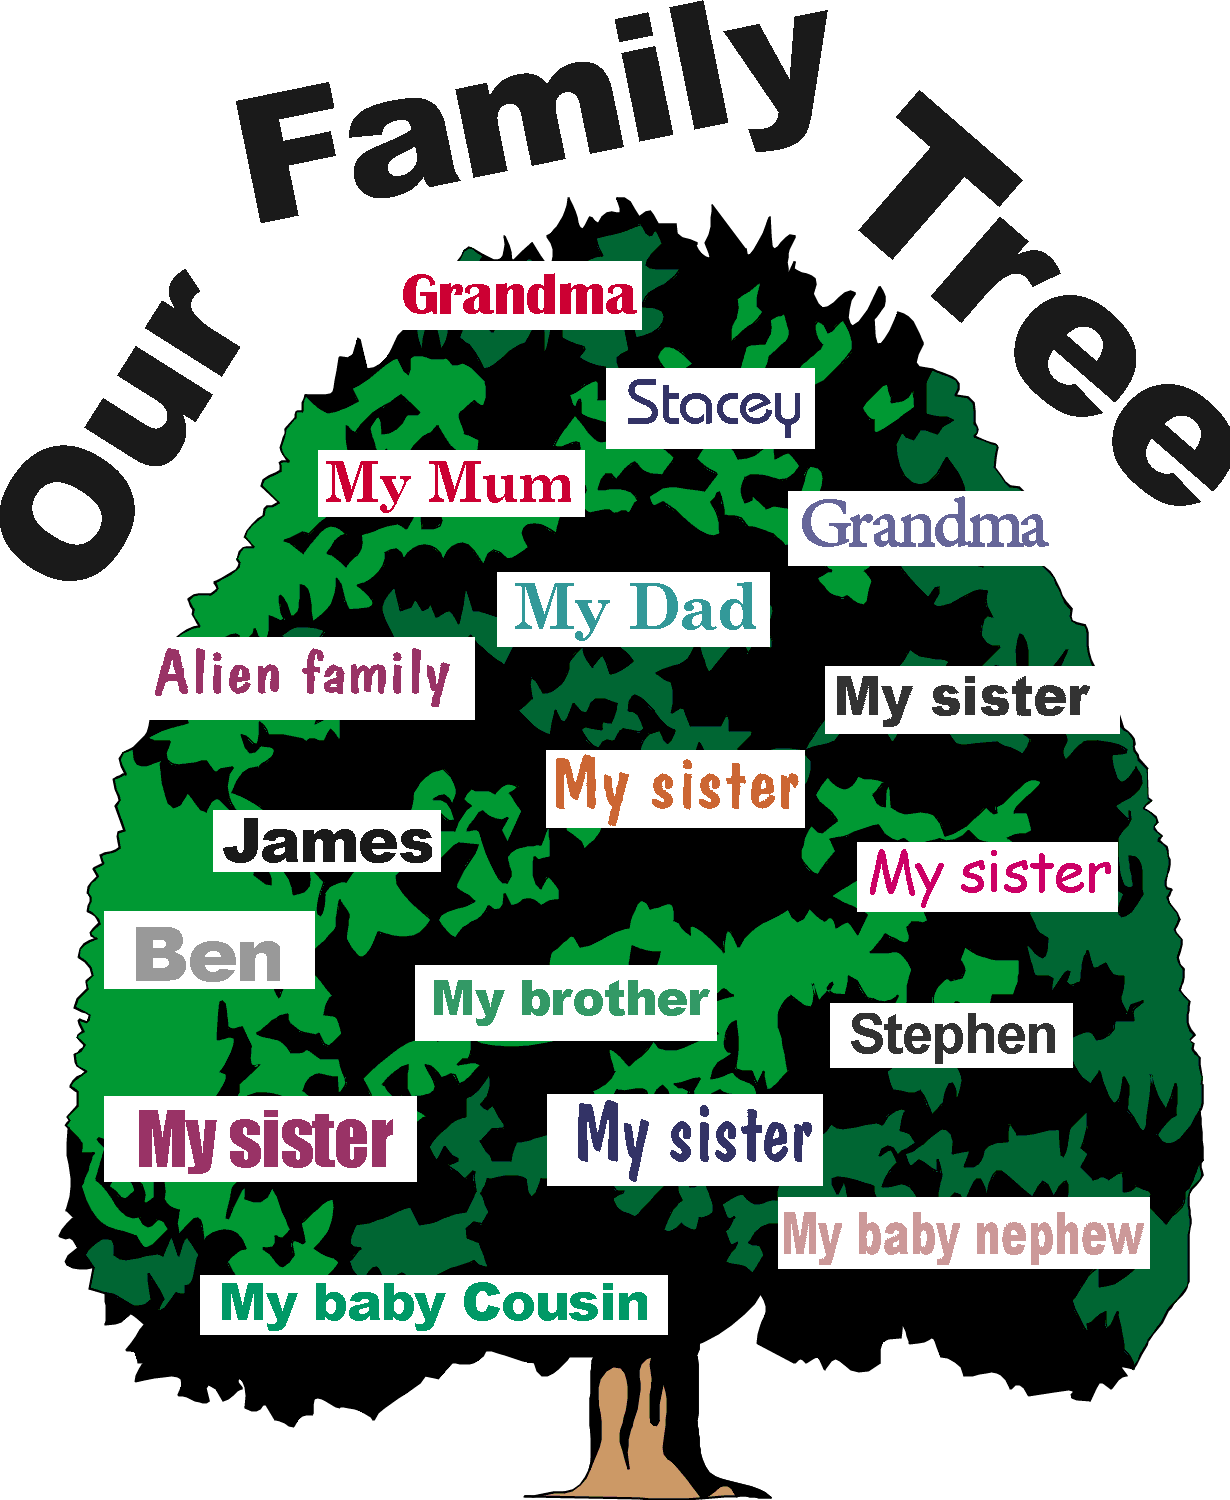 Our Family Tree
Grandma
Stacey
My Mum
Grandma
My Dad
Alien family
My sister
My sister
James
My sister
Ben
My brother
Stephen
My sister
My sister
My baby nephew
My baby Cousin